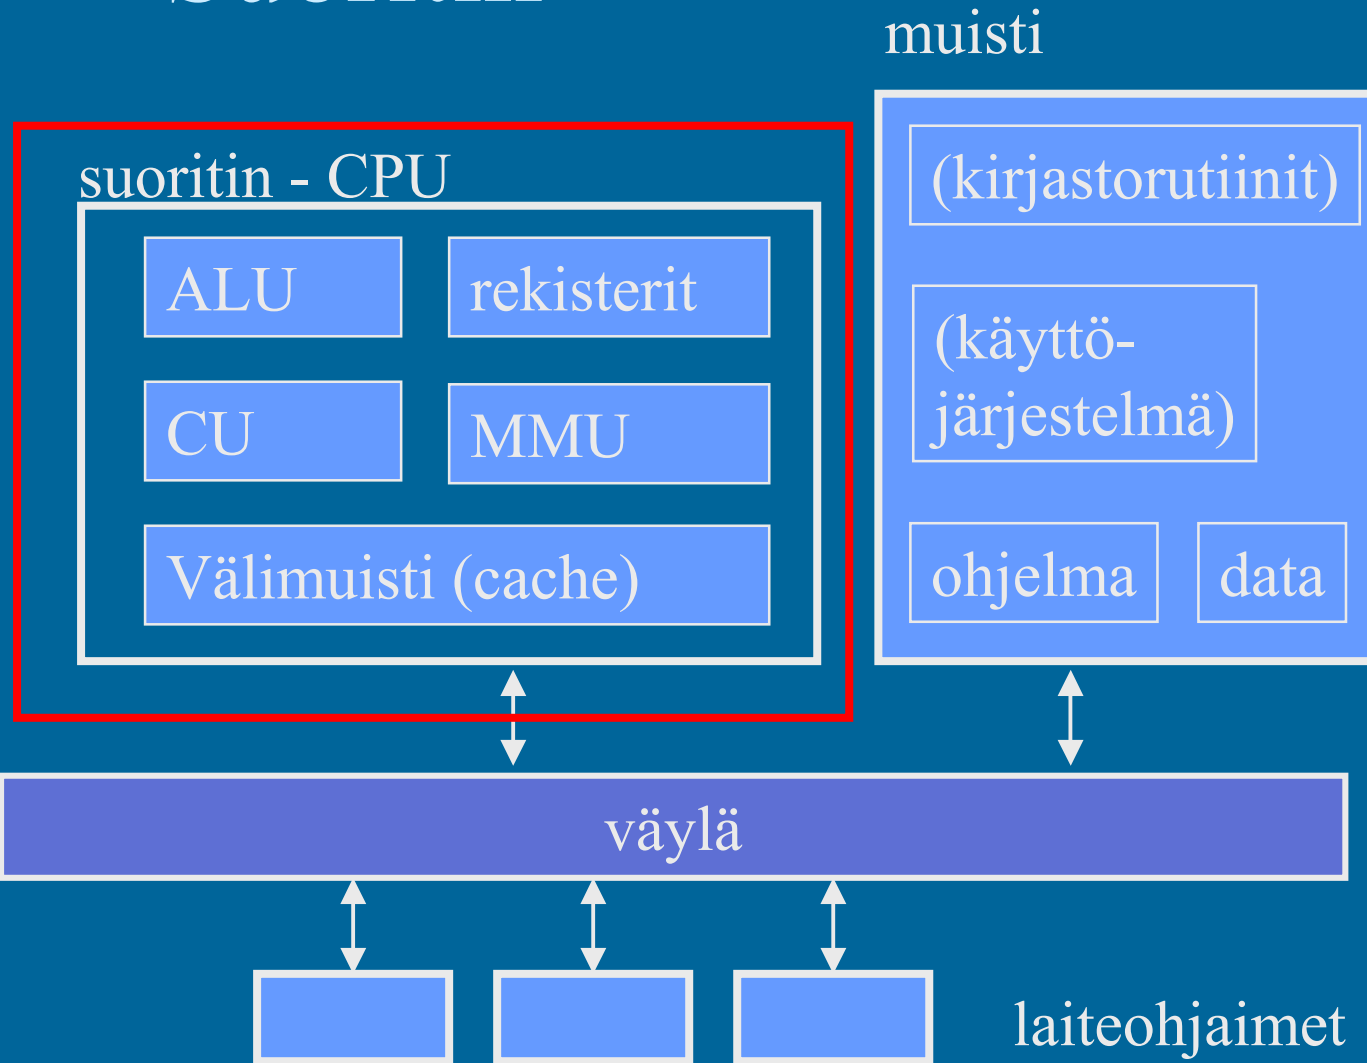 muisti
suoritin - CPU
ALU
rekisterit
CU
MMU
Välimuisti (cache)
(kirjastorutiinit)
(käyttö-
järjestelmä)
ohjelma
data
väylä
laiteohjaimet